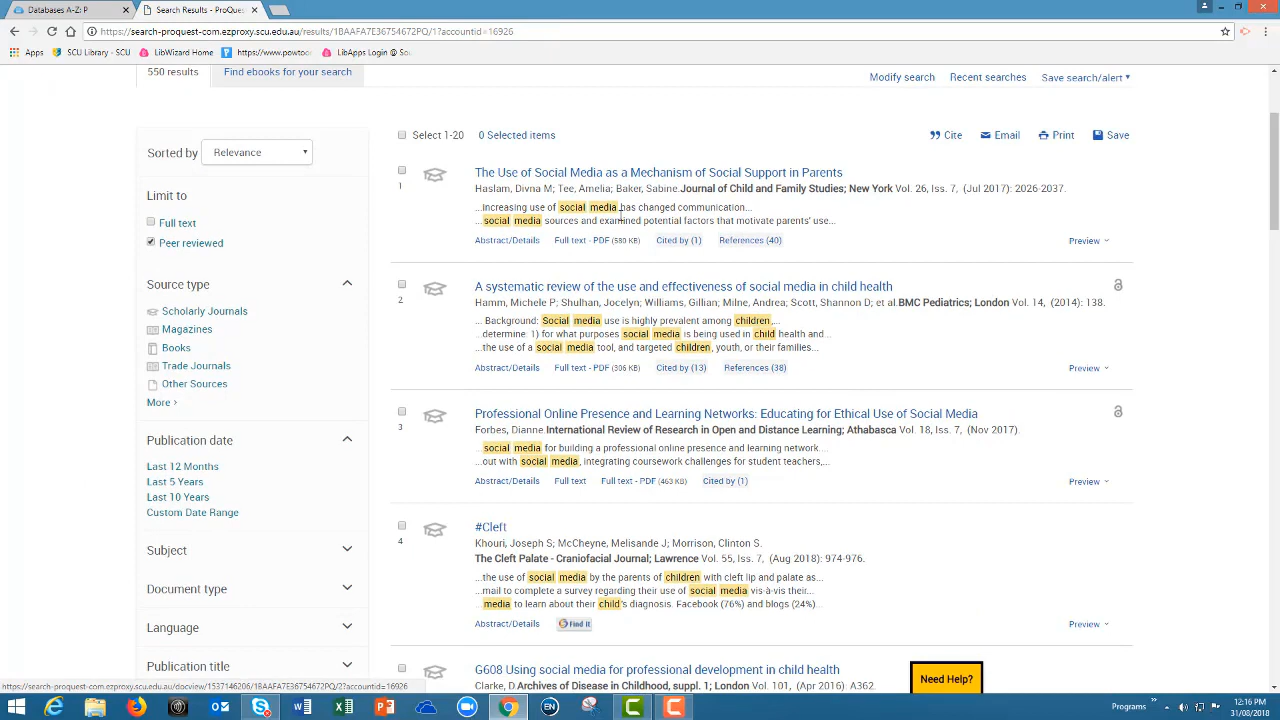 Databases A-Z: P
Search Results - ProQuest
https://search-proquest-com.ezproxy.scu.edu.au/results/1BAAFA7E36754672PQ/1?accountid=16926
Apps SCU Library - SCU LibWizard Home https://www.powtoon LibApps Login @ So
550 results
Find ebooks for your search
Modify search Recent searches Save search/alert
Select 1-20 0 Selected items Cite Email Print Save
Sorted by Relevance
Limit to
Full text
Peer reviewed
Source type
Scholarly Journals
Magazines
Books
Trade Journals
Other Sources
More >
Publication date
Last 12 Months
Last 5 Years
Last 10 Years
Custom Date Range
Subject
Document type
Language
Publication title
1
The Use of Social Media as a Mechanism of Social Support in Parents
Haslam, Divna M; Tee, Amelia; Baker, Sabine.Journal of Child and Family Studies; New York Vol. 26, Iss. 7, (Jul 2017): 2026-2037.
...Increasing use of social media has changed communication...
...social media sources and examined potential factors that motivate parents' use...
Abstract/Details Full text - PDF (580 KB) Cited by (1) References (40) Preview
2
A systematic review of the use and effectiveness of social media in child health
Hamm, Michele P; Shulhan, Jocelyn; Williams, Gillian; Milne, Andrea; Scott, Shannon D; et al.BMC Pediatrics; London Vol. 14, (2014): 138.
... Background: Social media use is highly prevalent among children,...
...determine: 1) for what purposes social media is being used in child health and...
...the use of a social media tool, and targeted children, youth, or their families...
Abstract/Details Full text - PDF (306 KB) Cited by (13) References (38) Preview
3
Professional Online Presence and Learning Networks: Educating for Ethical Use of Social Media
Forbes, Dianne.International Review of Research in Open and Distance Learning; Athabasca Vol. 18, Iss. 7, (Nov 2017).
...social media for building a professional online presence and learning network....
...out with social media, integrating coursework challenges for student teachers,...
Abstract/Details Full text Full text - PDF (463 KB) Cited by (1) Preview
4
#Cleft
Khouri, Joseph S; McCheyne, Melisande J; Morrison, Clinton S.
The Cleft Palate - Craniofacial Journal; Lawrence Vol. 55, Iss. 7, (Aug 2018): 974-976.
...the use of social media by the parents of children with cleft lip and palate as...
...mail to complete a survey regarding their use of social media vis-à-vis their...
...media to learn about their child's diagnosis. Facebook (76%) and blogs (24%)...
Abstract/Details Find it Preview
G608 Using social media for professional development in child health
Clarke, D.Archives of Disease in Childhood, suppl. 1; London Vol. 101, (Apr 2016): A362.
Need Help?
https://search-proquest-com.ezproxy.scu.edu.au/docview/1537146206/1BAAFA7E36754672PQ/2?accountid=16926
Programs
12:16 PM
31/08/2018